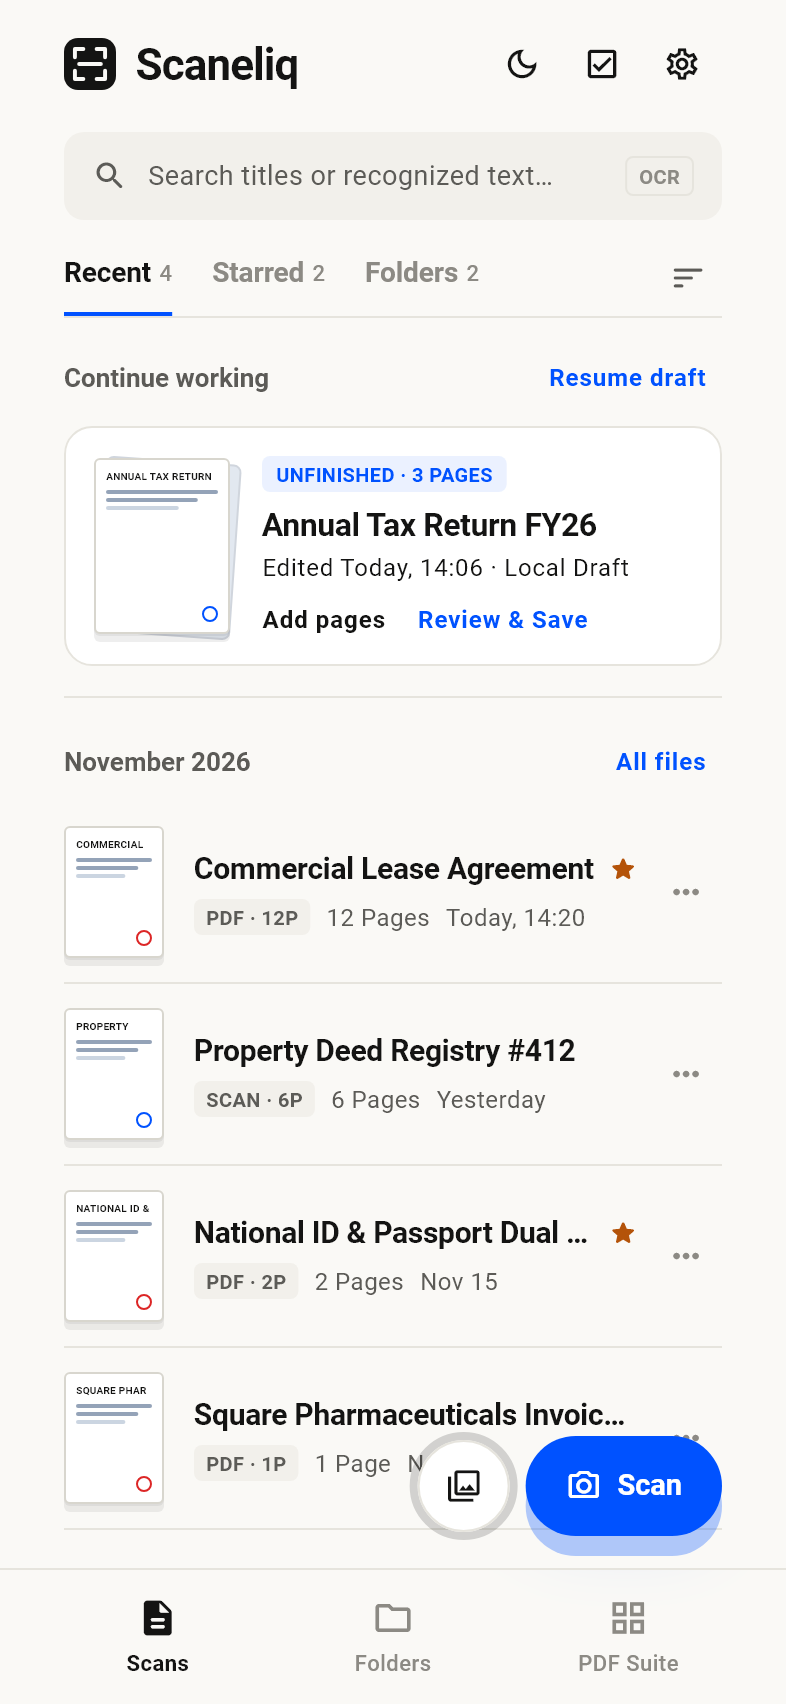 Scaneliq
Search titles or recognized text… OCR
Recent 4 Starred 2 Folders 2
Continue working Resume draft
ANNUAL TAX RETURN
UNFINISHED · 3 PAGES
Annual Tax Return FY26
Edited Today, 14:06 · Local Draft
Add pages Review & Save
November 2026 All files
COMMERCIAL
Commercial Lease Agreement
PDF · 12P 12 Pages Today, 14:20
PROPERTY
Property Deed Registry #412
SCAN · 6P 6 Pages Yesterday
NATIONAL ID &
National ID & Passport Dual …
PDF · 2P 2 Pages Nov 15
SQUARE PHAR
Square Pharmaceuticals Invoic…
PDF · 1P 1 Page
Scan
Scans Folders PDF Suite